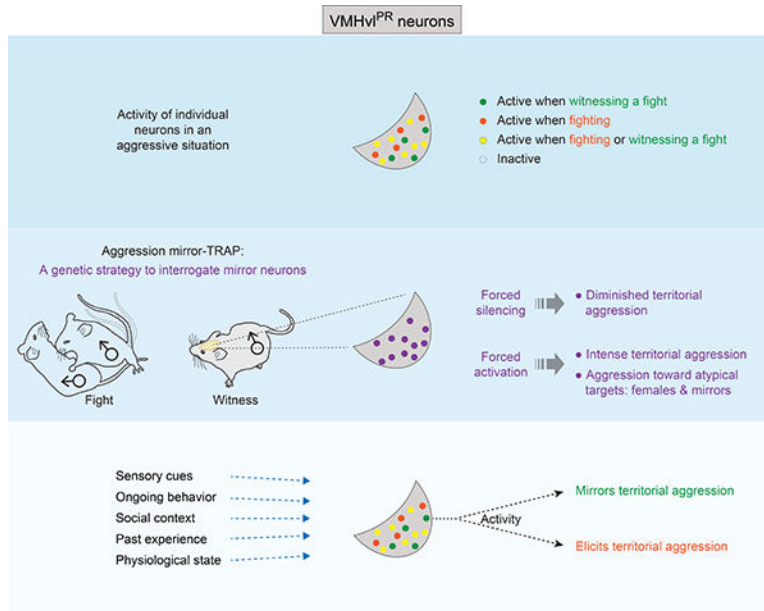 VMHvlPR neurons
Activity of individual
neurons in an
aggressive situation
Active when witnessing a fight
Active when fighting
Active when fighting or witnessing a fight
Inactive
Aggression mirror-TRAP:
A genetic strategy to interrogate mirror neurons
Fight
Witness
Forced
silencing
• Diminished territorial
aggression
Forced
activation
• Intense territorial aggression
• Aggression toward atypical
targets: females & mirrors
Sensory cues
Ongoing behavior
Social context
Past experience
Physiological state
Activity
Mirrors territorial aggression
Elicits territorial aggression